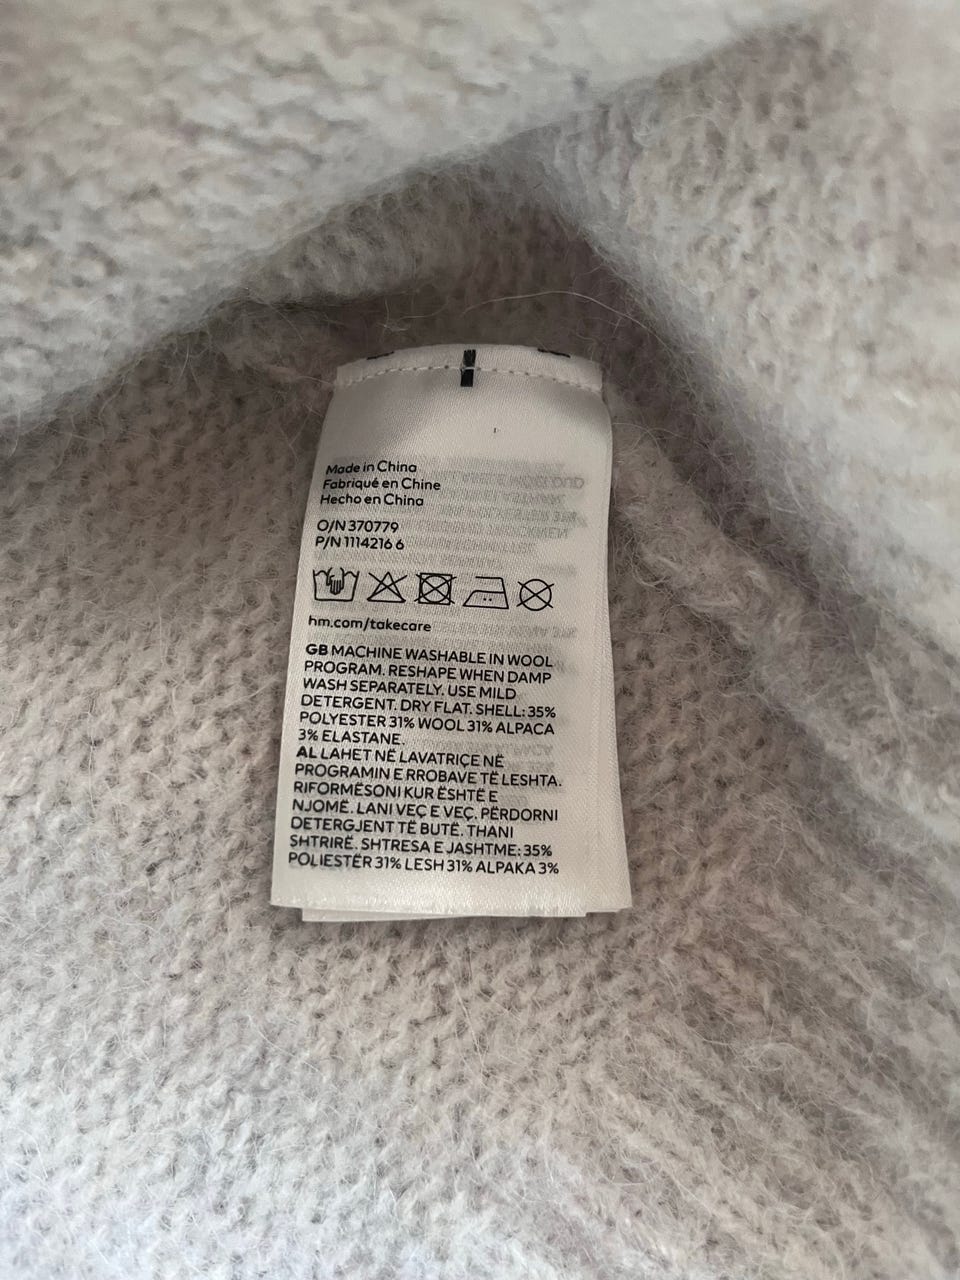 Made in China
Fabriqué en Chine
Hecho en China
O/N 370779
P/N 1114216 6
hm.com/takecare
GB MACHINE WASHABLE IN WOOL
PROGRAM. RESHAPE WHEN DAMP
WASH SEPARATELY. USE MILD
DETERGENT. DRY FLAT. SHELL: 35%
POLYESTER 31% WOOL 31% ALPACA
3% ELASTANE.
AL LAHET NË LAVATRIÇE NË
PROGRAMIN E RROBAVE TË LESHTA.
RIFORMËSONI KUR ËSHTË E
NJOMË. LANI VEÇ E VEÇ. PËRDORNI
DETERGJENT TË BUTË. THANI
SHTRIRË. SHTRESA E JASHTME: 35%
POLIESTËR 31% LESH 31% ALPAKA 3%